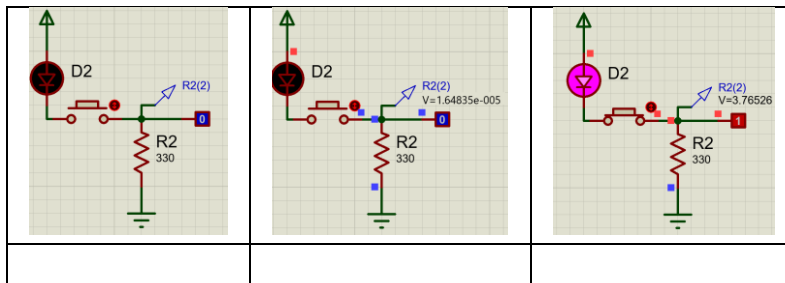 D2
R2(2)
0
R2
330
D2
R2(2)
V=1.64835e-005
0
R2
330
D2
R2(2)
V=3.76526
1
R2
330